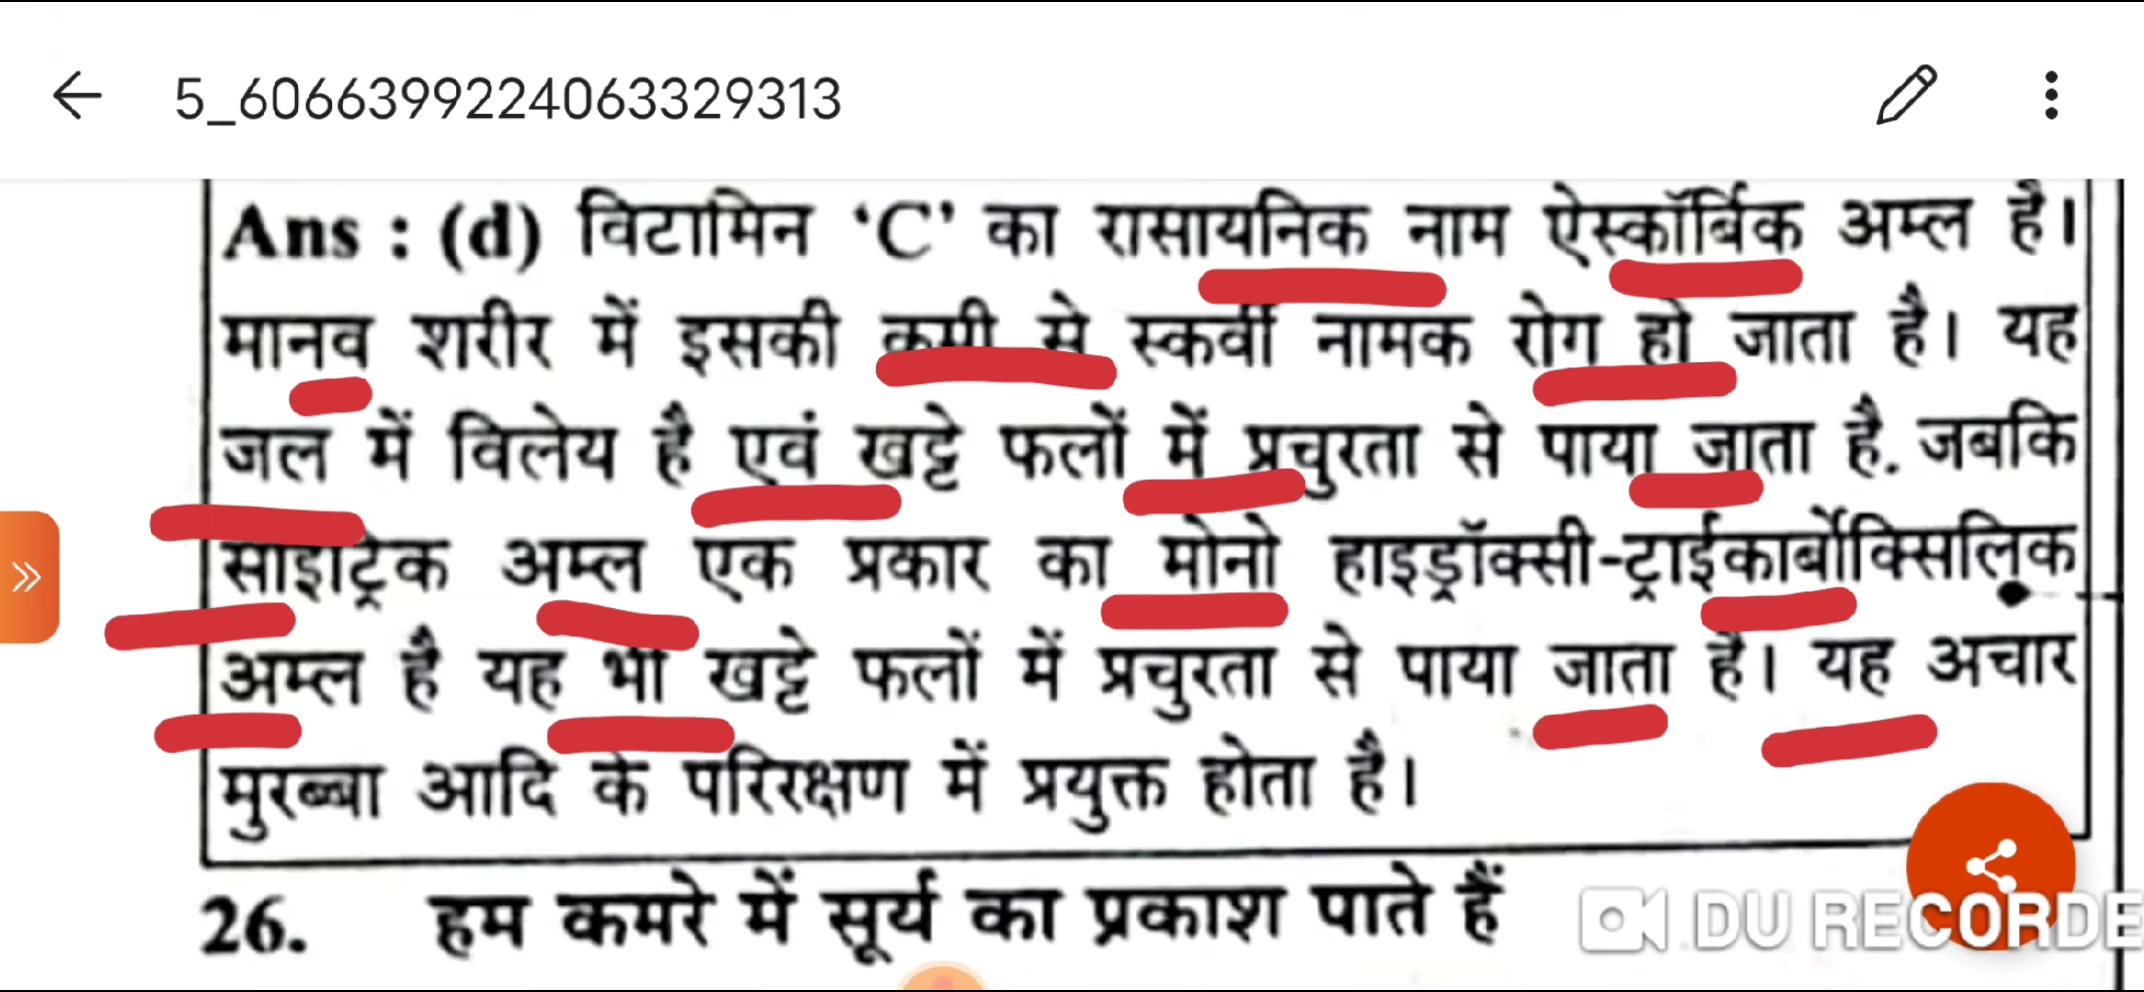 5_6066399224063329313
Ans : (d) विटामिन ‘C’ का रासायनिक नाम ऐस्कॉर्बिक अम्ल है।
मानव शरीर में इसकी कमी से स्कर्वी नामक रोग हो जाता है। यह
जल में विलेय है एवं खट्टे फलों में प्रचुरता से पाया जाता है. जबकि
साइट्रिक अम्ल एक प्रकार का मोनो हाइड्रॉक्सी-ट्राईकार्बोक्सिलिक
अम्ल है यह भी खट्टे फलों में प्रचुरता से पाया जाता है। यह अचार
मुरब्बा आदि के परिरक्षण में प्रयुक्त होता है।
26. हम कमरे में सूर्य का प्रकाश पाते हैं
DU RECORDE